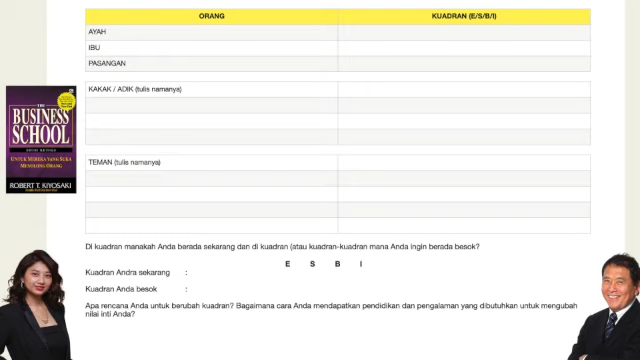 ORANG KUADRAN (E/S/B/I)
AYAH
IBU
PASANGAN
KAKAK / ADIK (tulis namanya)
TEMAN (tulis namanya)
THE
BUSINESS
SCHOOL
UNTUK MEREKA YANG SUKA
MENOLONG ORANG
ROBERT T. KIYOSAKI
Di kuadran manakah Anda berada sekarang dan di kuadran (atau kuadran-kuadran mana Anda ingin berada besok?
E S B I
Kuadran Andra sekarang :
Kuadran Anda besok :
Apa rencana Anda untuk berubah kuadran? Bagaimana cara Anda mendapatkan pendidikan dan pengalaman yang dibutuhkan untuk mengubah
nilai inti Anda?